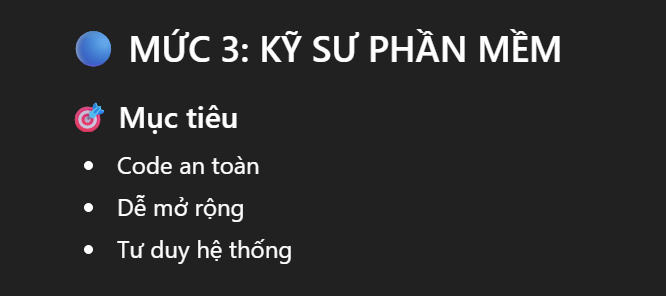 MỨC 3: KỸ SƯ PHẦN MỀM
Mục tiêu
Code an toàn
Dễ mở rộng
Tư duy hệ thống